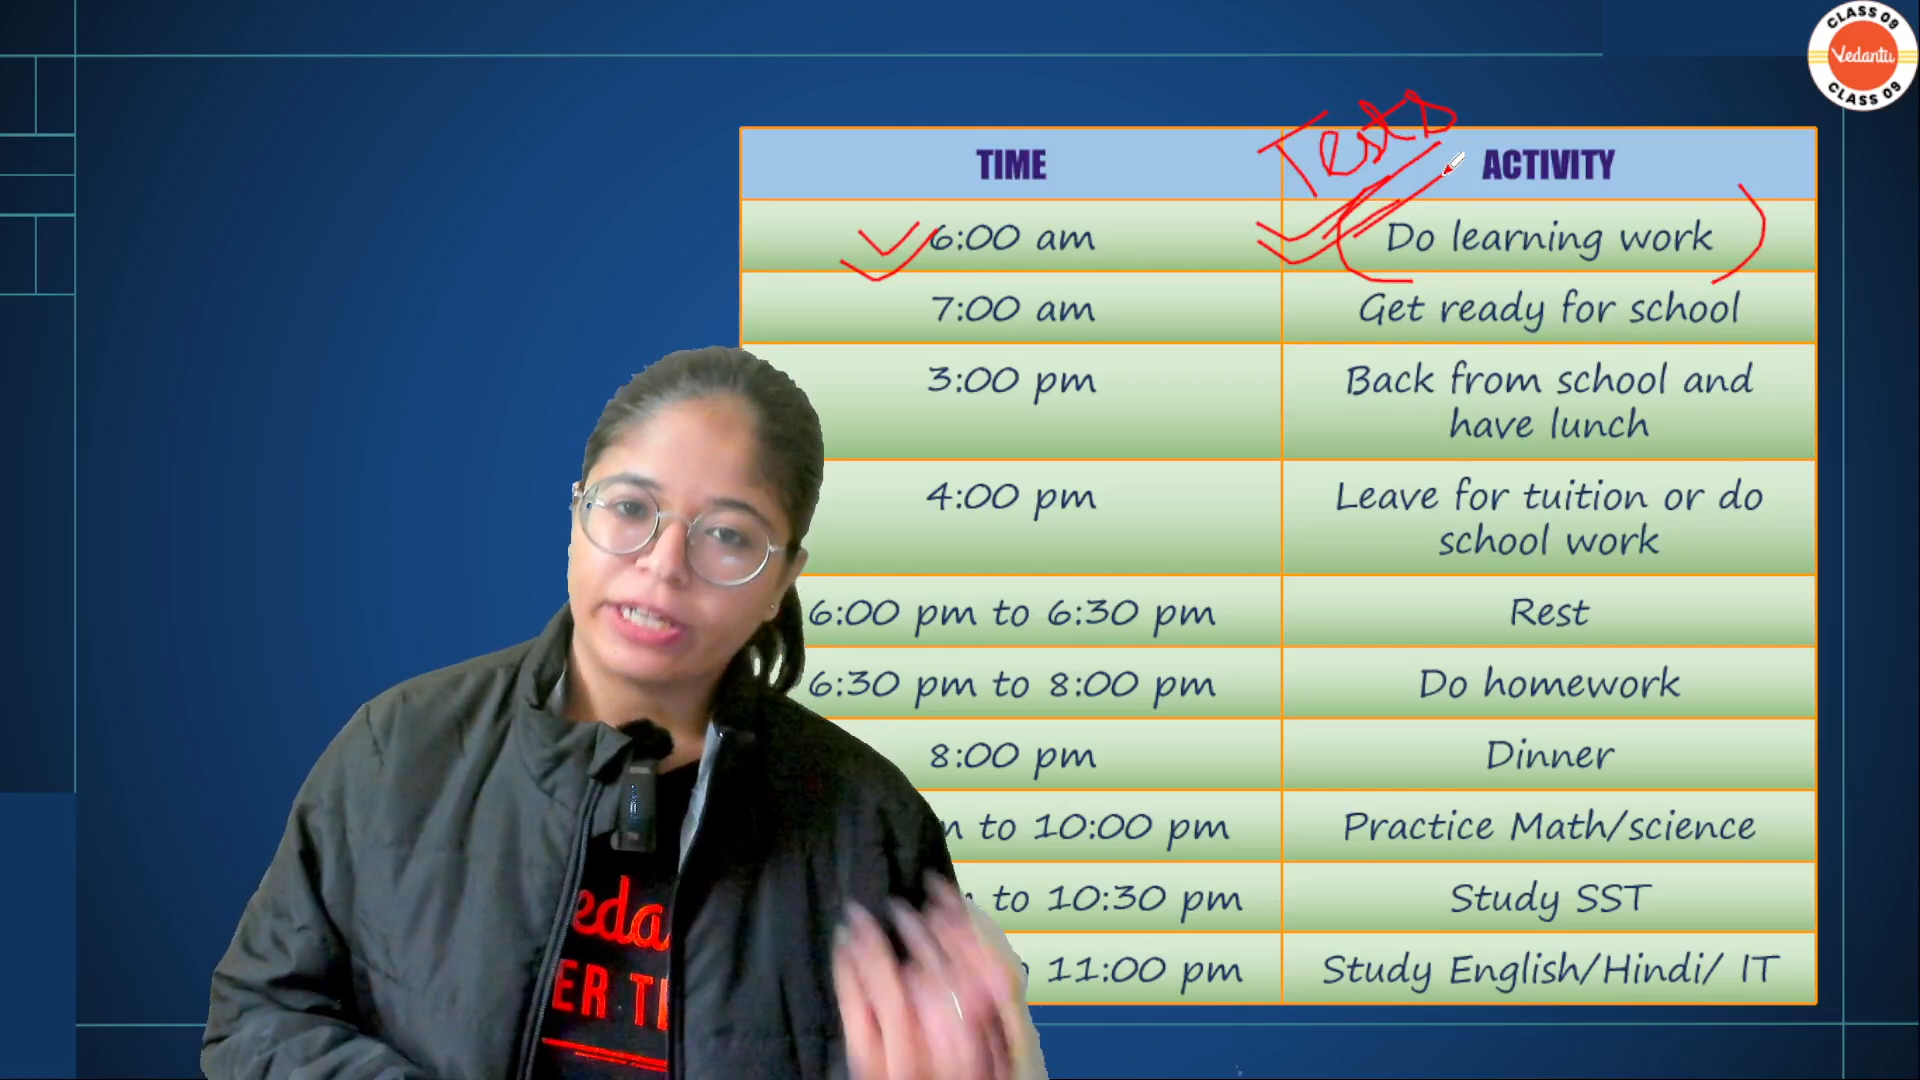 CLASS 09
Vedantu
CLASS 09
Tests
TIME ACTIVITY
6:00 am Do learning work
7:00 am Get ready for school
3:00 pm Back from school and
have lunch
4:00 pm Leave for tuition or do
school work
6:00 pm to 6:30 pm Rest
6:30 pm to 8:00 pm Do homework
8:00 pm Dinner
to 10:00 pm Practice Math/science
to 10:30 pm Study SST
11:00 pm Study English/Hindi/ IT